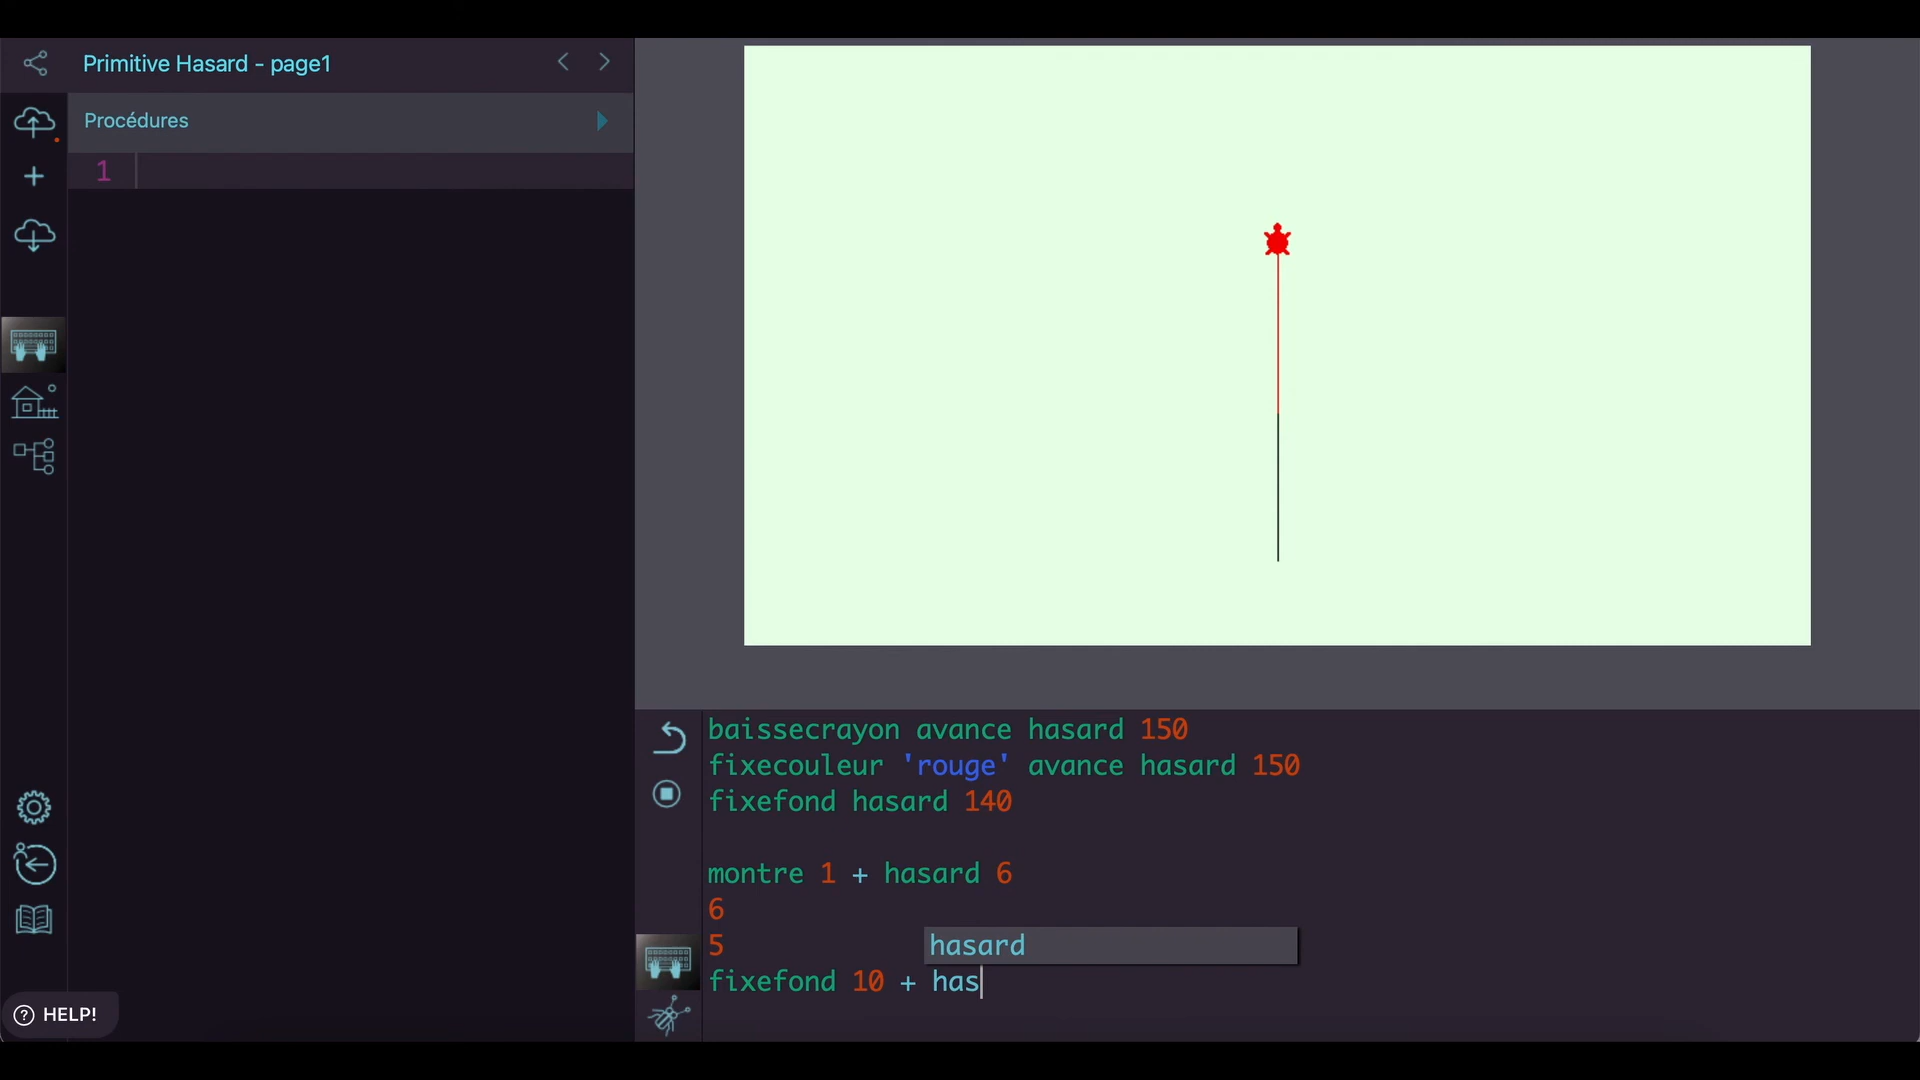 Primitive Hasard - page1
Procédures
1
HELP!
baissecrayon avance hasard 150
fixecouleur 'rouge' avance hasard 150
fixefond hasard 140
montre 1 + hasard 6
6
5
hasard
fixefond 10 + has